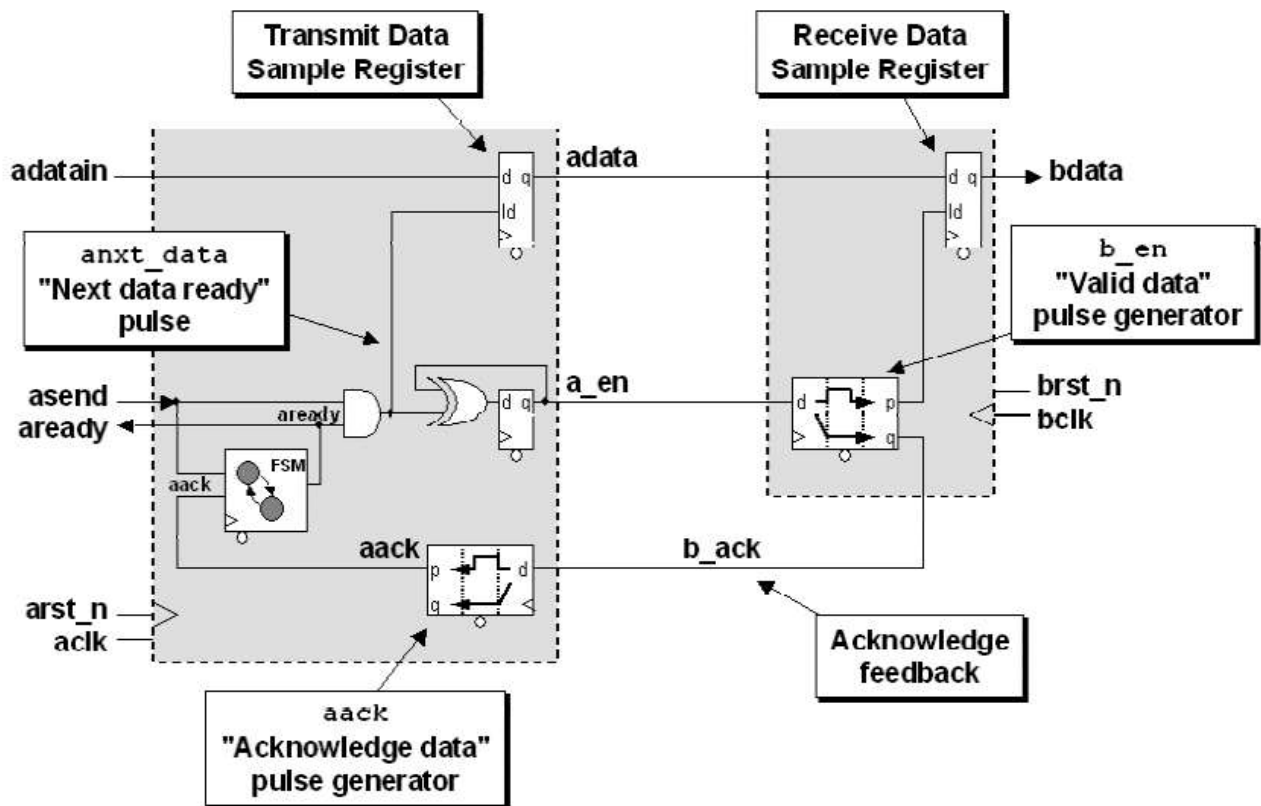 Transmit Data
Sample Register
Receive Data
Sample Register
adatain
d q
ld
adata
d q
ld
bdata
anxt_data
"Next data ready"
pulse
b_en
"Valid data"
pulse generator
asend
aready
aready
d q
a_en
d
p
q
brst_n
bclk
aack
FSM
aack
p
q
d
b_ack
arst_n
aclk
Acknowledge
feedback
aack
"Acknowledge data"
pulse generator